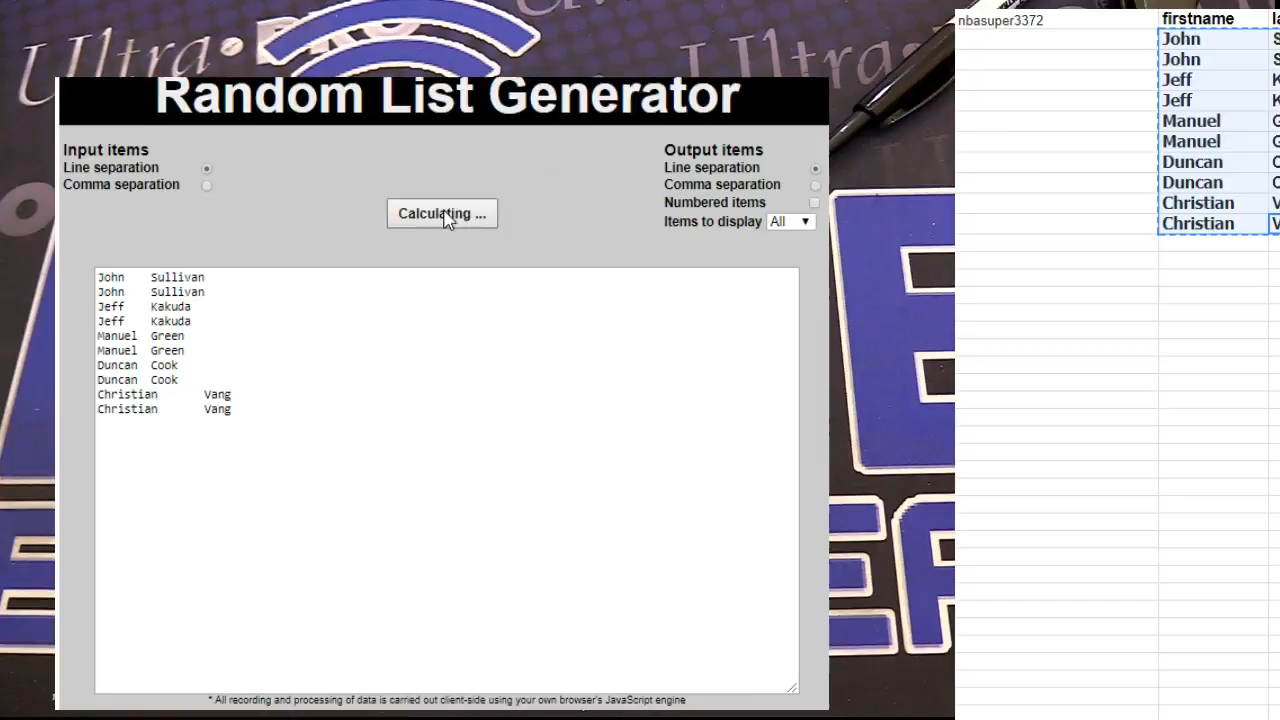 Ultra·PRO
Ultra
Random List Generator
Input items
Line separation
Comma separation
Output items
Line separation
Comma separation
Numbered items
Items to display All
Calculating ...
John Sullivan
John Sullivan
Jeff Kakuda
Jeff Kakuda
Manuel Green
Manuel Green
Duncan Cook
Duncan Cook
Christian Vang
Christian Vang
* All recording and processing of data is carried out client-side using your own browser's JavaScript engine
nbasuper3372 firstname
John S
John S
Jeff K
Jeff K
Manuel G
Manuel G
Duncan C
Duncan C
Christian V
Christian V